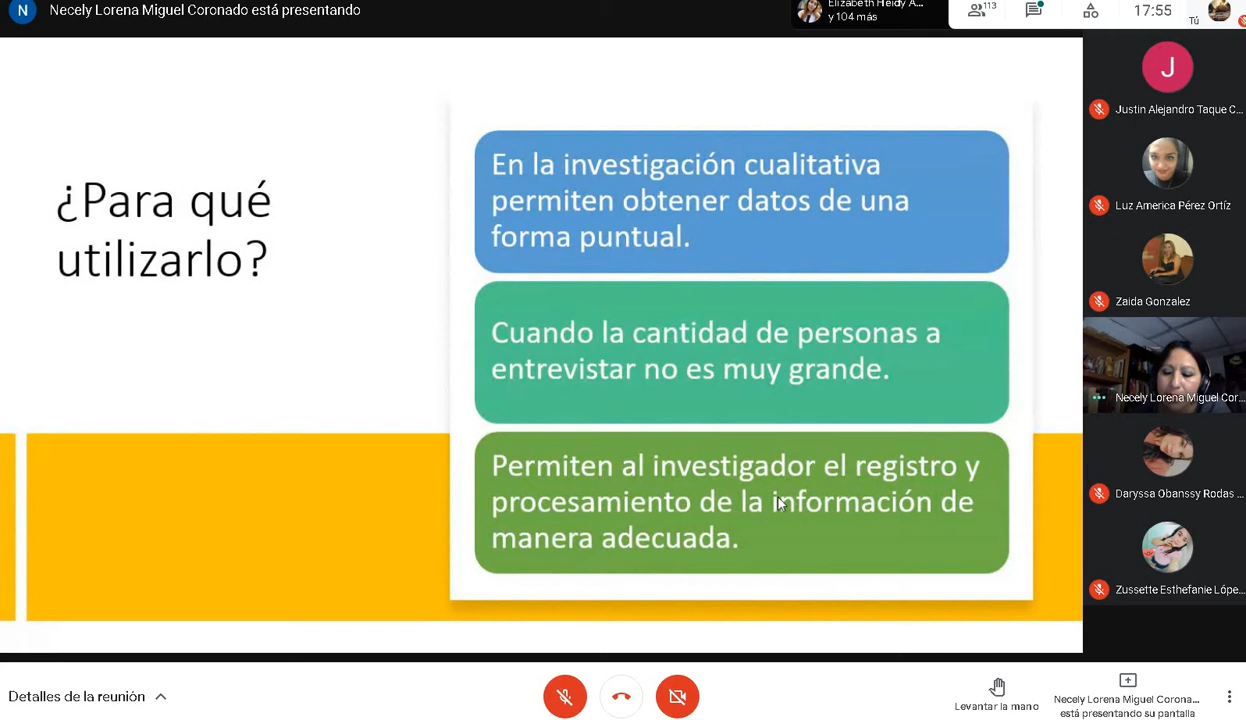 N
Necely Lorena Miguel Coronado está presentando
Elizabeth Heidy A...
y 104 más
113
17:55
Tú
¿Para qué
utilizarlo?
En la investigación cualitativa
permiten obtener datos de una
forma puntual.
Cuando la cantidad de personas a
entrevistar no es muy grande.
Permiten al investigador el registro y
procesamiento de la información de
manera adecuada.
J
Justin Alejandro Taque C...
Luz America Pérez Ortíz
Zaida Gonzalez
Necely Lorena Miguel Cor...
Daryssa Obanssy Rodas ...
Zussette Esthefanie Lópe...
Detalles de la reunión
Levantar la mano
Necely Lorena Miguel Corona...
está presentando su pantalla